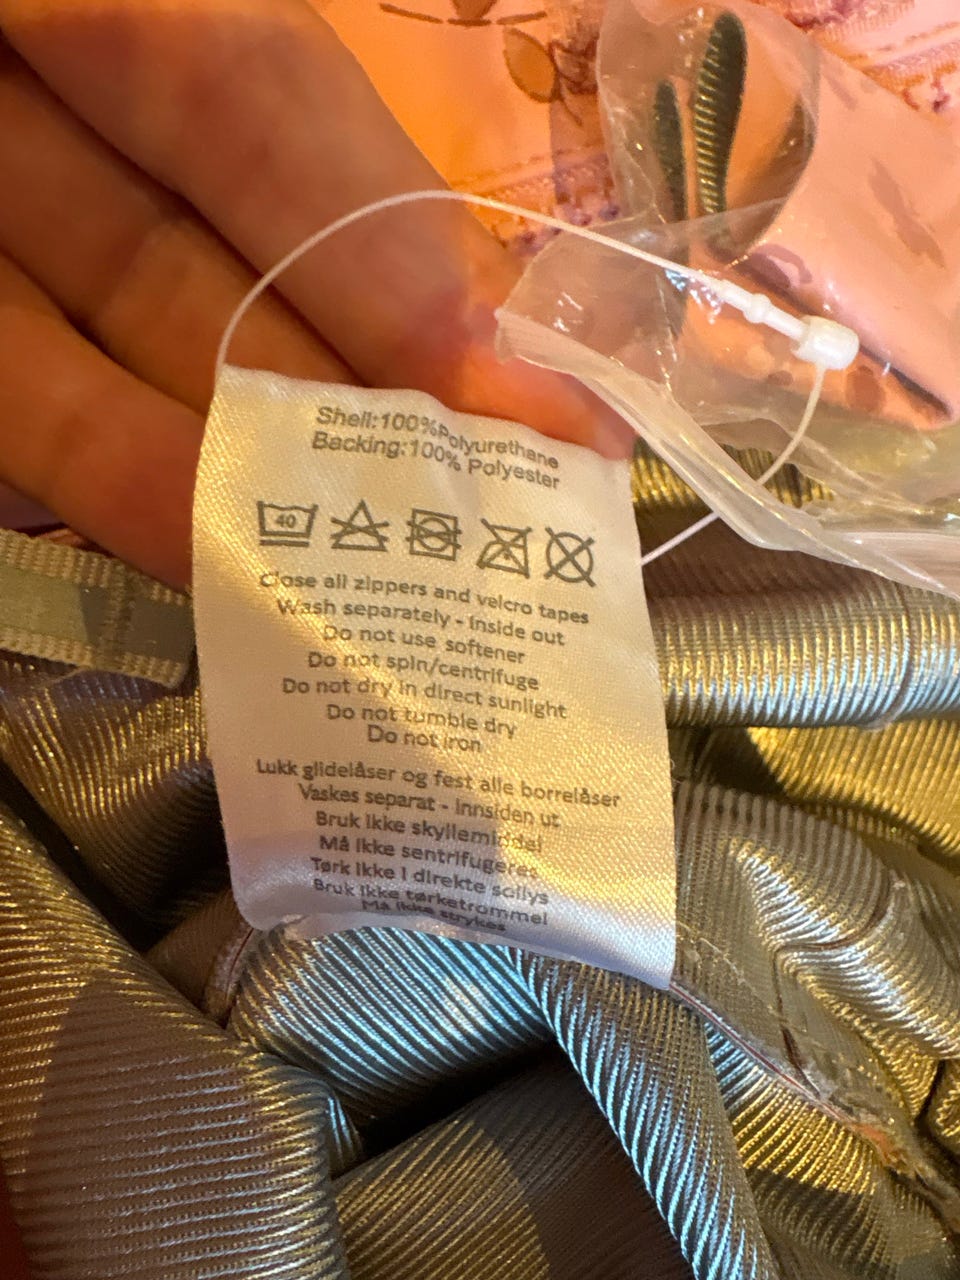 Shell:100%Polyurethane
Backing:100% Polyester
40
Close all zippers and velcro tapes
Wash separately - Inside out
Do not use softener
Do not spin/centrifuge
Do not dry in direct sunlight
Do not tumble dry
Do not iron
Lukk glidelåser og fest alle borrelåser
Vaskes separat - Innsiden ut
Bruk ikke skyllemiddel
Må ikke sentrifugeres
Tørk ikke i direkte sollys
Bruk ikke tørketrommel
Må ikke strykes